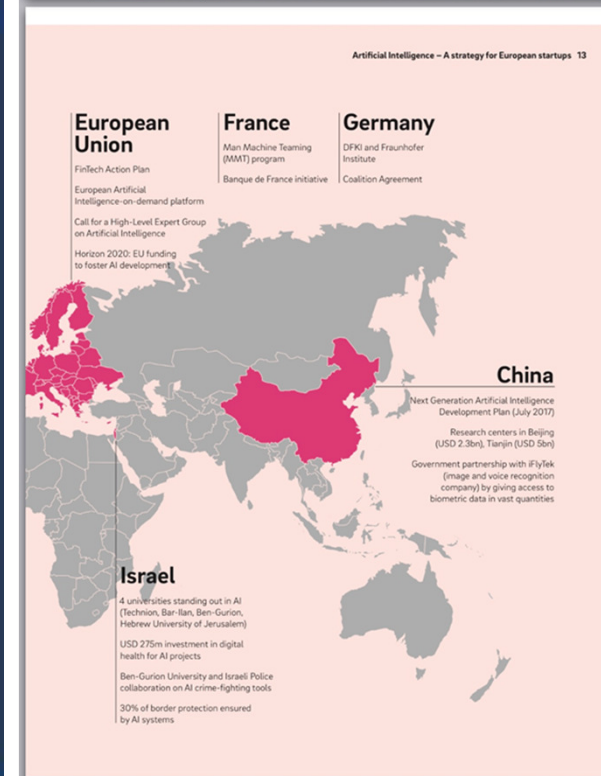 Artificial Intelligence – A strategy for European startups 13
European
Union
FinTech Action Plan
European Artificial
Intelligence-on-demand platform
Call for a High-Level Expert Group
on Artificial Intelligence
Horizon 2020: EU funding
to foster AI development
France
Man Machine Teaming
(MMT) program
Banque de France initiative
Germany
DFKI and Fraunhofer
Institute
Coalition Agreement
China
Next Generation Artificial Intelligence
Development Plan (July 2017)
Research centers in Beijing
(USD 2.3bn), Tianjin (USD 5bn)
Government partnership with iFlyTek
(image and voice recognition
company) by giving access to
biometric data in vast quantities
Israel
4 universities standing out in AI
(Technion, Bar-Ilan, Ben-Gurion,
Hebrew University of Jerusalem)
USD 275m investment in digital
health for AI projects
Ben-Gurion University and Israeli Police
collaboration on AI crime-fighting tools
30% of border protection ensured
by AI systems